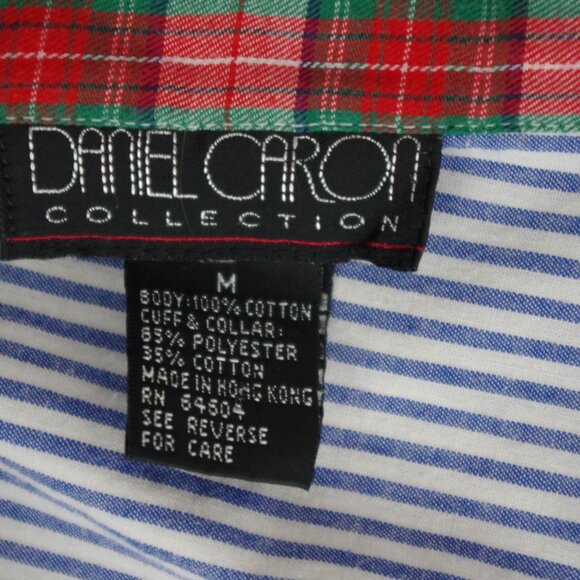 DANIEL CARON
COLLECTION
M
BODY: 100% COTTON
CUFF & COLLAR:
65% POLYESTER
35% COTTON
MADE IN HONG KONG
RN 64804
SEE REVERSE
FOR CARE